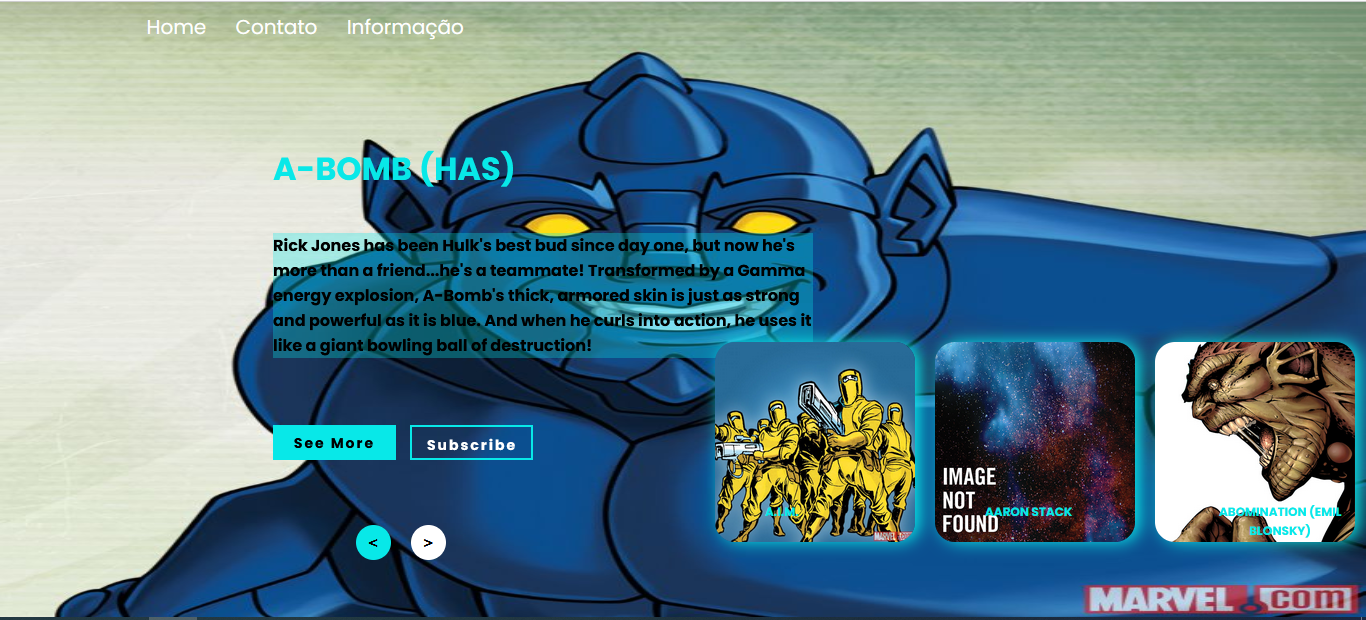 Home Contato Informação
A-BOMB (HAS)
Rick Jones has been Hulk's best bud since day one, but now he's
more than a friend...he's a teammate! Transformed by a Gamma
energy explosion, A-Bomb's thick, armored skin is just as strong
and powerful as it is blue. And when he curls into action, he uses it
like a giant bowling ball of destruction!
See More Subscribe
< >
A.I.M.
MARVEL
IMAGE
NOT
FOUND
AARON STACK
ABOMINATION (EMIL
BLONSKY)
MARVEL.com